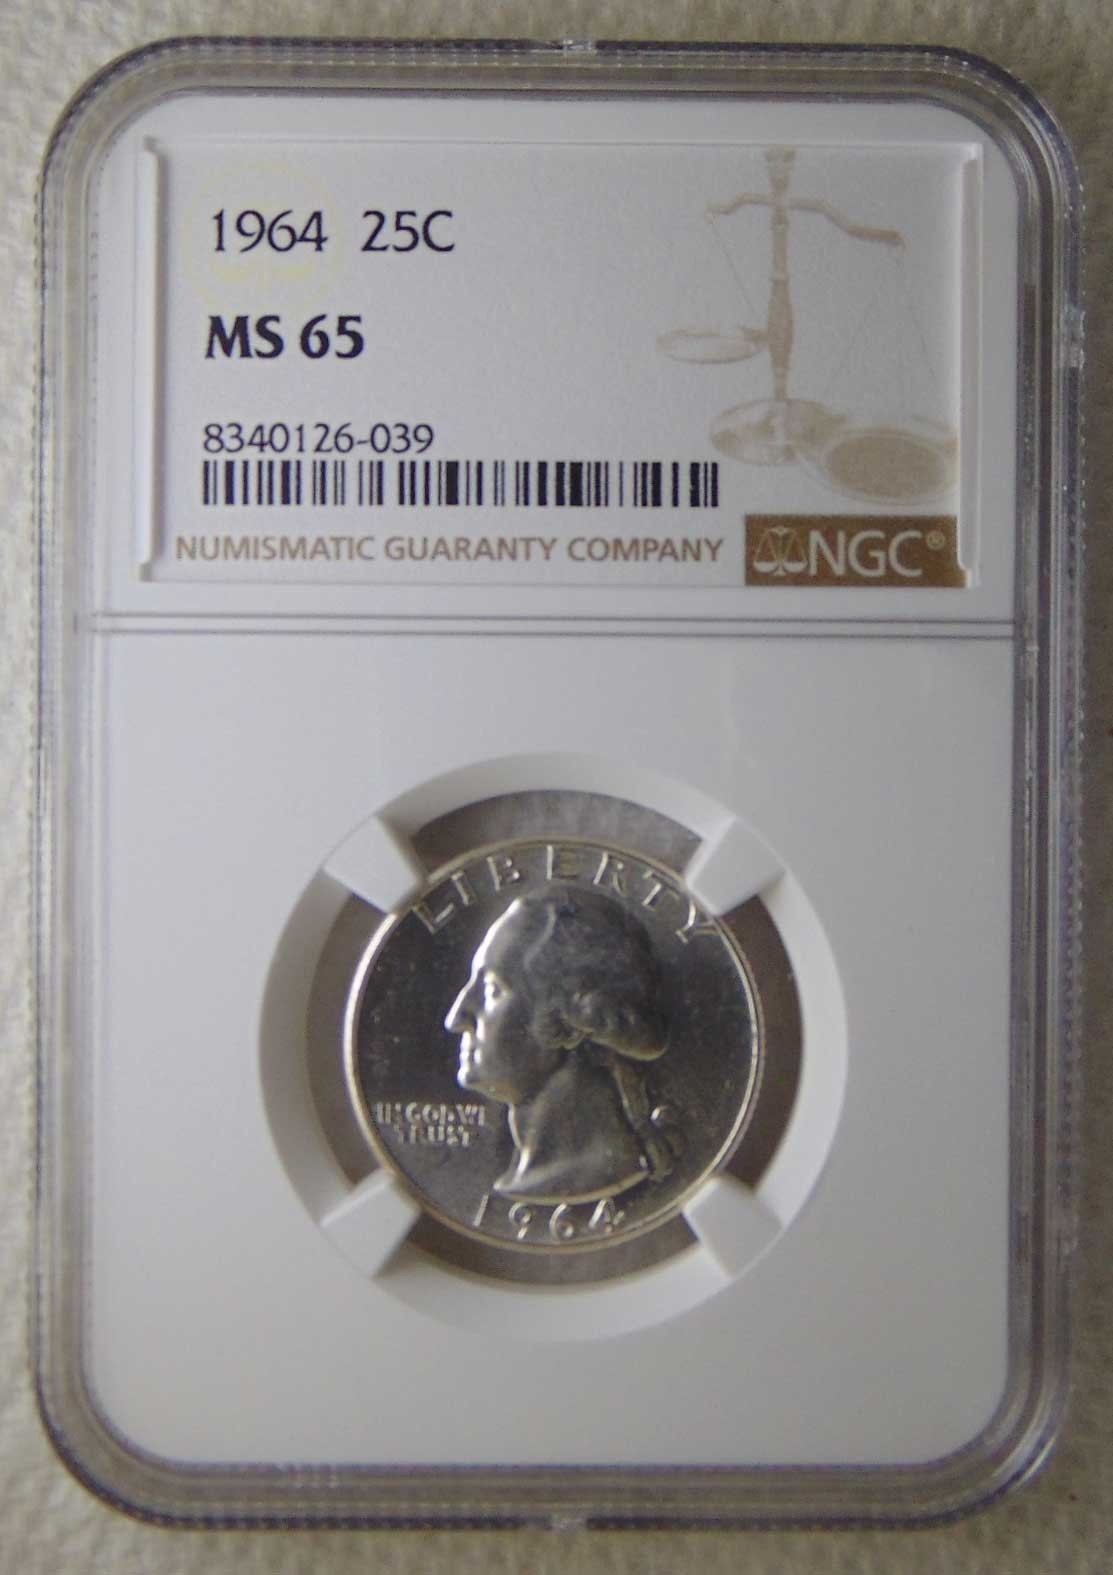 1964 25C
MS 65
8340126-039
NUMISMATIC GUARANTY COMPANY
NGC®
LIBERTY
IN GOD WE
TRUST
1964